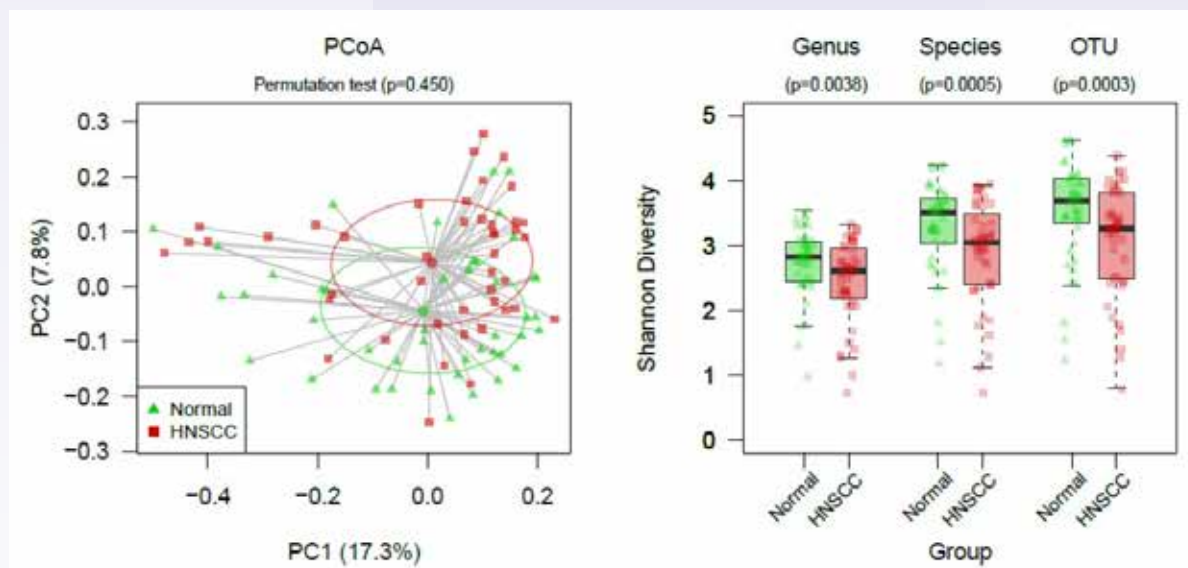 PCoA
Permutation test (p=0.450)
PC2 (7.8%)
0.3
0.2
0.1
0.0
−0.1
−0.2
−0.3
Normal
HNSCC
−0.4
−0.2
0.0
0.2
PC1 (17.3%)
Genus Species OTU
(p=0.0038) (p=0.0005) (p=0.0003)
Shannon Diversity
5
4
3
2
1
0
Normal HNSCC Normal HNSCC Normal HNSCC
Group